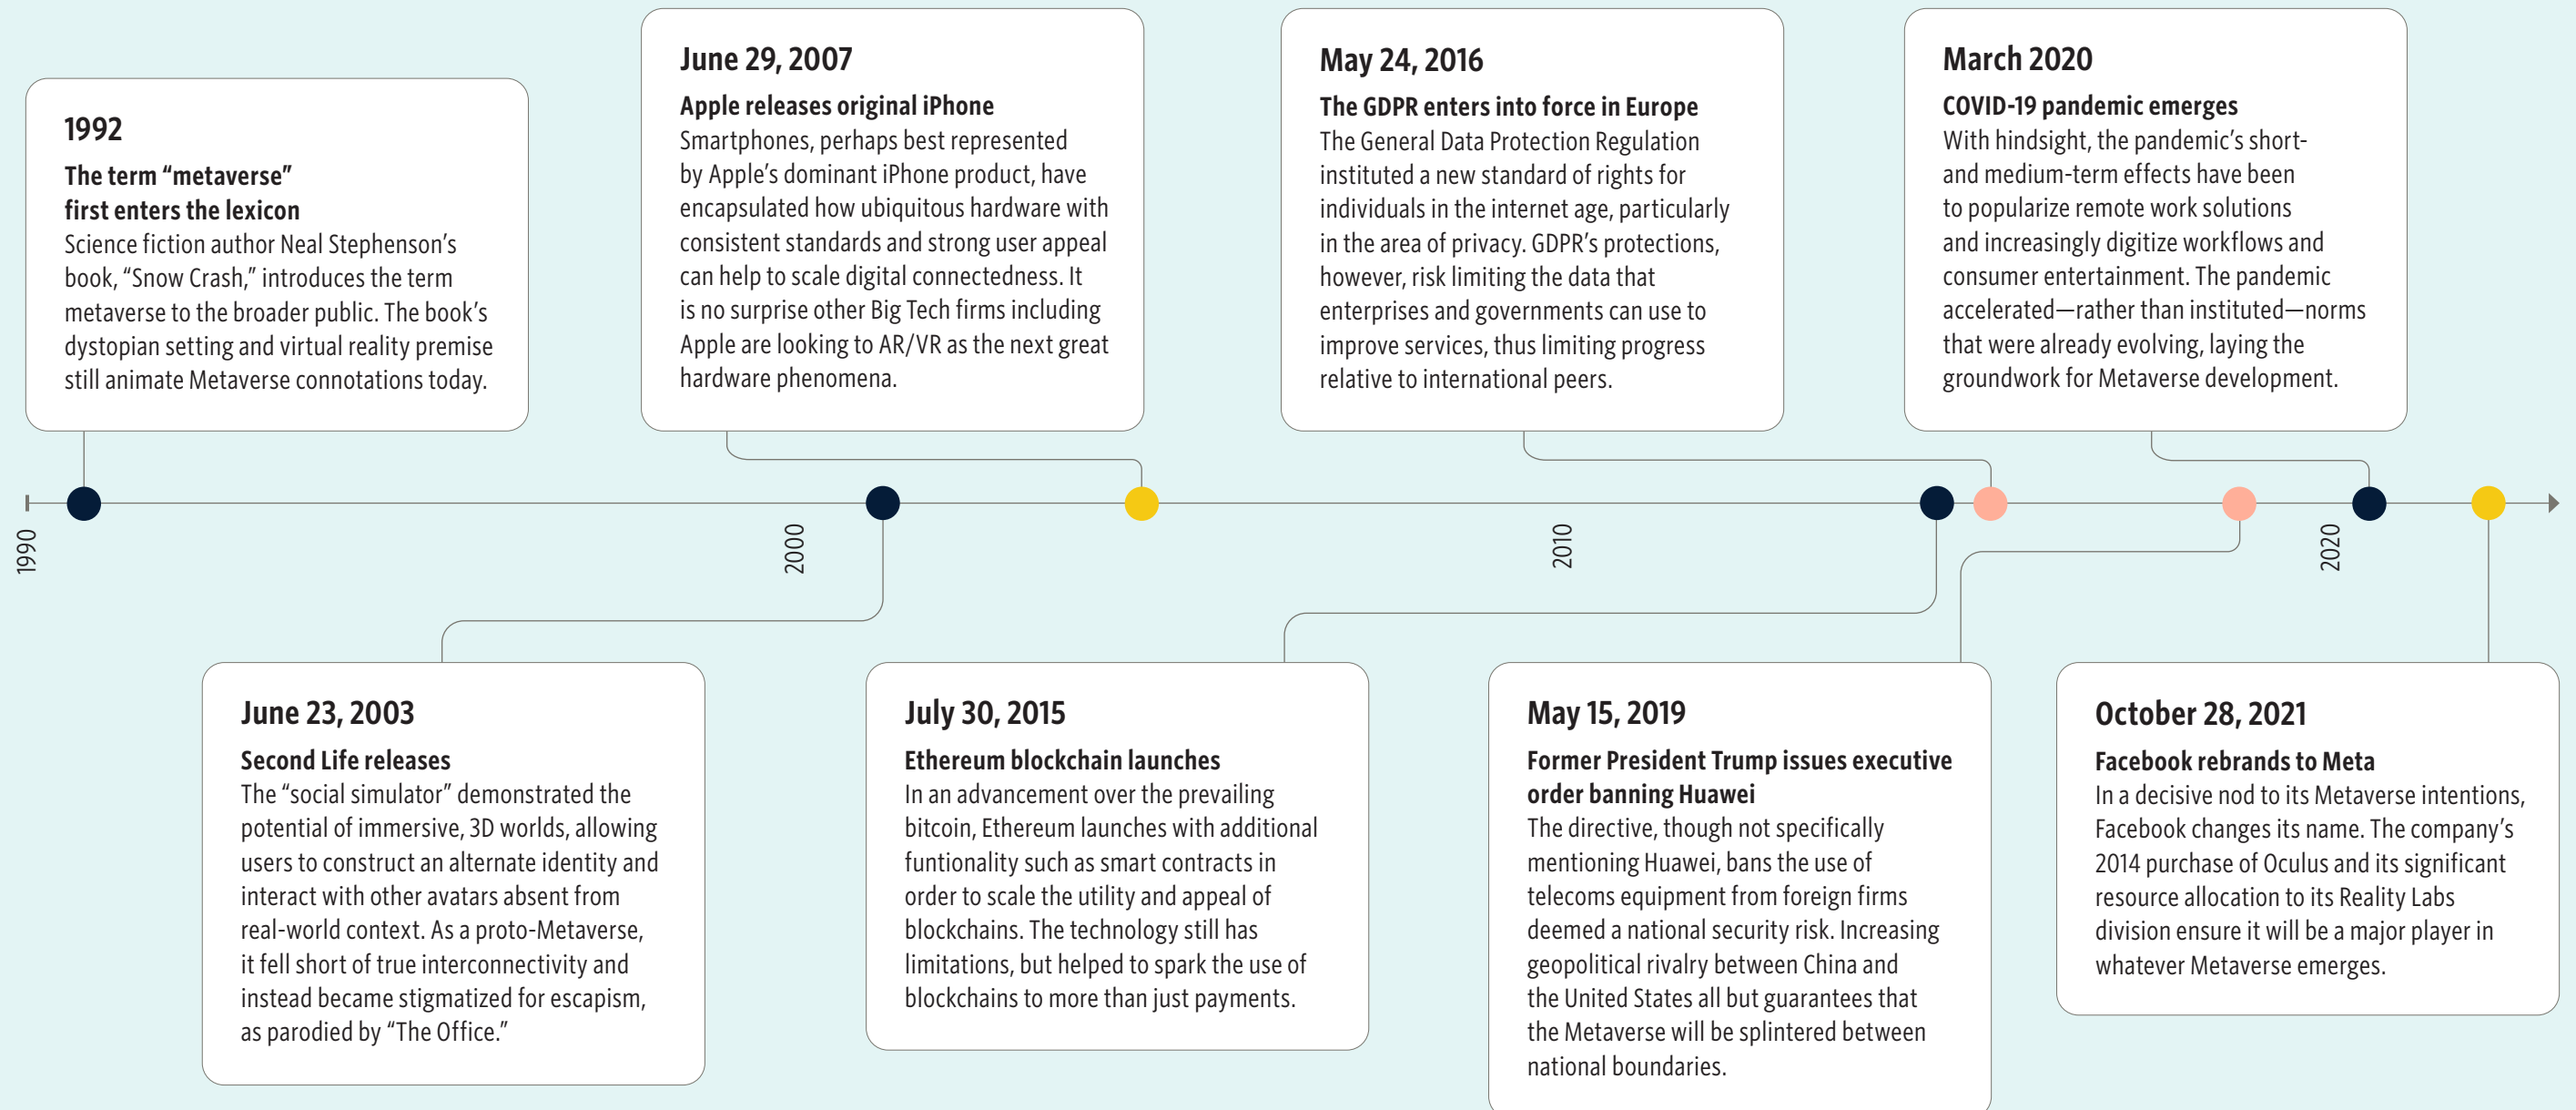 1992
The term “metaverse”
first enters the lexicon
Science fiction author Neal Stephenson’s
book, “Snow Crash,” introduces the term
metaverse to the broader public. The book’s
dystopian setting and virtual reality premise
still animate Metaverse connotations today.
June 29, 2007
Apple releases original iPhone
Smartphones, perhaps best represented
by Apple’s dominant iPhone product, have
encapsulated how ubiquitous hardware with
consistent standards and strong user appeal
can help to scale digital connectedness. It
is no surprise other Big Tech firms including
Apple are looking to AR/VR as the next great
hardware phenomena.
May 24, 2016
The GDPR enters into force in Europe
The General Data Protection Regulation
instituted a new standard of rights for
individuals in the internet age, particularly
in the area of privacy. GDPR’s protections,
however, risk limiting the data that
enterprises and governments can use to
improve services, thus limiting progress
relative to international peers.
March 2020
COVID-19 pandemic emerges
With hindsight, the pandemic’s short-
and medium-term effects have been
to popularize remote work solutions
and increasingly digitize workflows and
consumer entertainment. The pandemic
accelerated—rather than instituted—norms
that were already evolving, laying the
groundwork for Metaverse development.
1990
2000
2010
2020
June 23, 2003
Second Life releases
The “social simulator” demonstrated the
potential of immersive, 3D worlds, allowing
users to construct an alternate identity and
interact with other avatars absent from
real-world context. As a proto-Metaverse,
it fell short of true interconnectivity and
instead became stigmatized for escapism,
as parodied by “The Office.”
July 30, 2015
Ethereum blockchain launches
In an advancement over the prevailing
bitcoin, Ethereum launches with additional
funtionality such as smart contracts in
order to scale the utility and appeal of
blockchains. The technology still has
limitations, but helped to spark the use of
blockchains to more than just payments.
May 15, 2019
Former President Trump issues executive
order banning Huawei
The directive, though not specifically
mentioning Huawei, bans the use of
telecoms equipment from foreign firms
deemed a national security risk. Increasing
geopolitical rivalry between China and
the United States all but guarantees that
the Metaverse will be splintered between
national boundaries.
October 28, 2021
Facebook rebrands to Meta
In a decisive nod to its Metaverse intentions,
Facebook changes its name. The company’s
2014 purchase of Oculus and its significant
resource allocation to its Reality Labs
division ensure it will be a major player in
whatever Metaverse emerges.